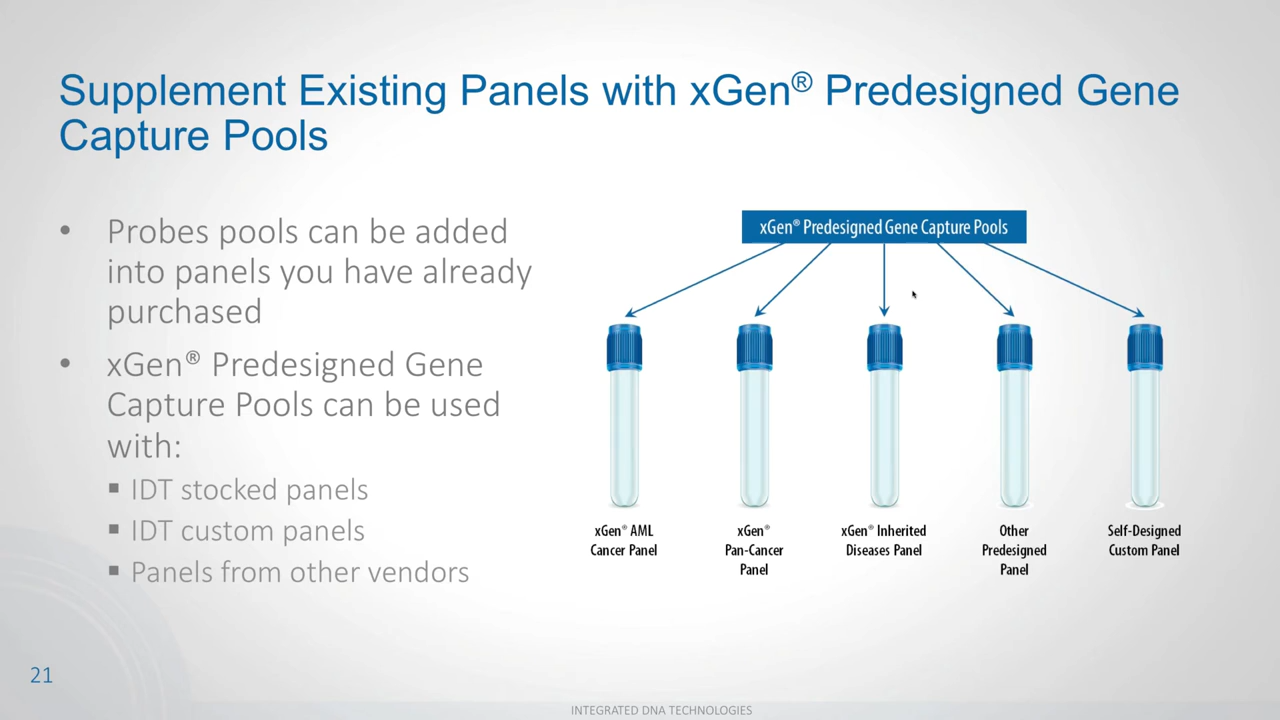 Supplement Existing Panels with xGen® Predesigned Gene
Capture Pools
• Probes pools can be added
into panels you have already
purchased
• xGen® Predesigned Gene
Capture Pools can be used
with:
▪ IDT stocked panels
▪ IDT custom panels
▪ Panels from other vendors
xGen® Predesigned Gene Capture Pools
xGen® AML
Cancer Panel
xGen®
Pan-Cancer
Panel
xGen® Inherited
Diseases Panel
Other
Predesigned
Panel
Self-Designed
Custom Panel
21
INTEGRATED DNA TECHNOLOGIES